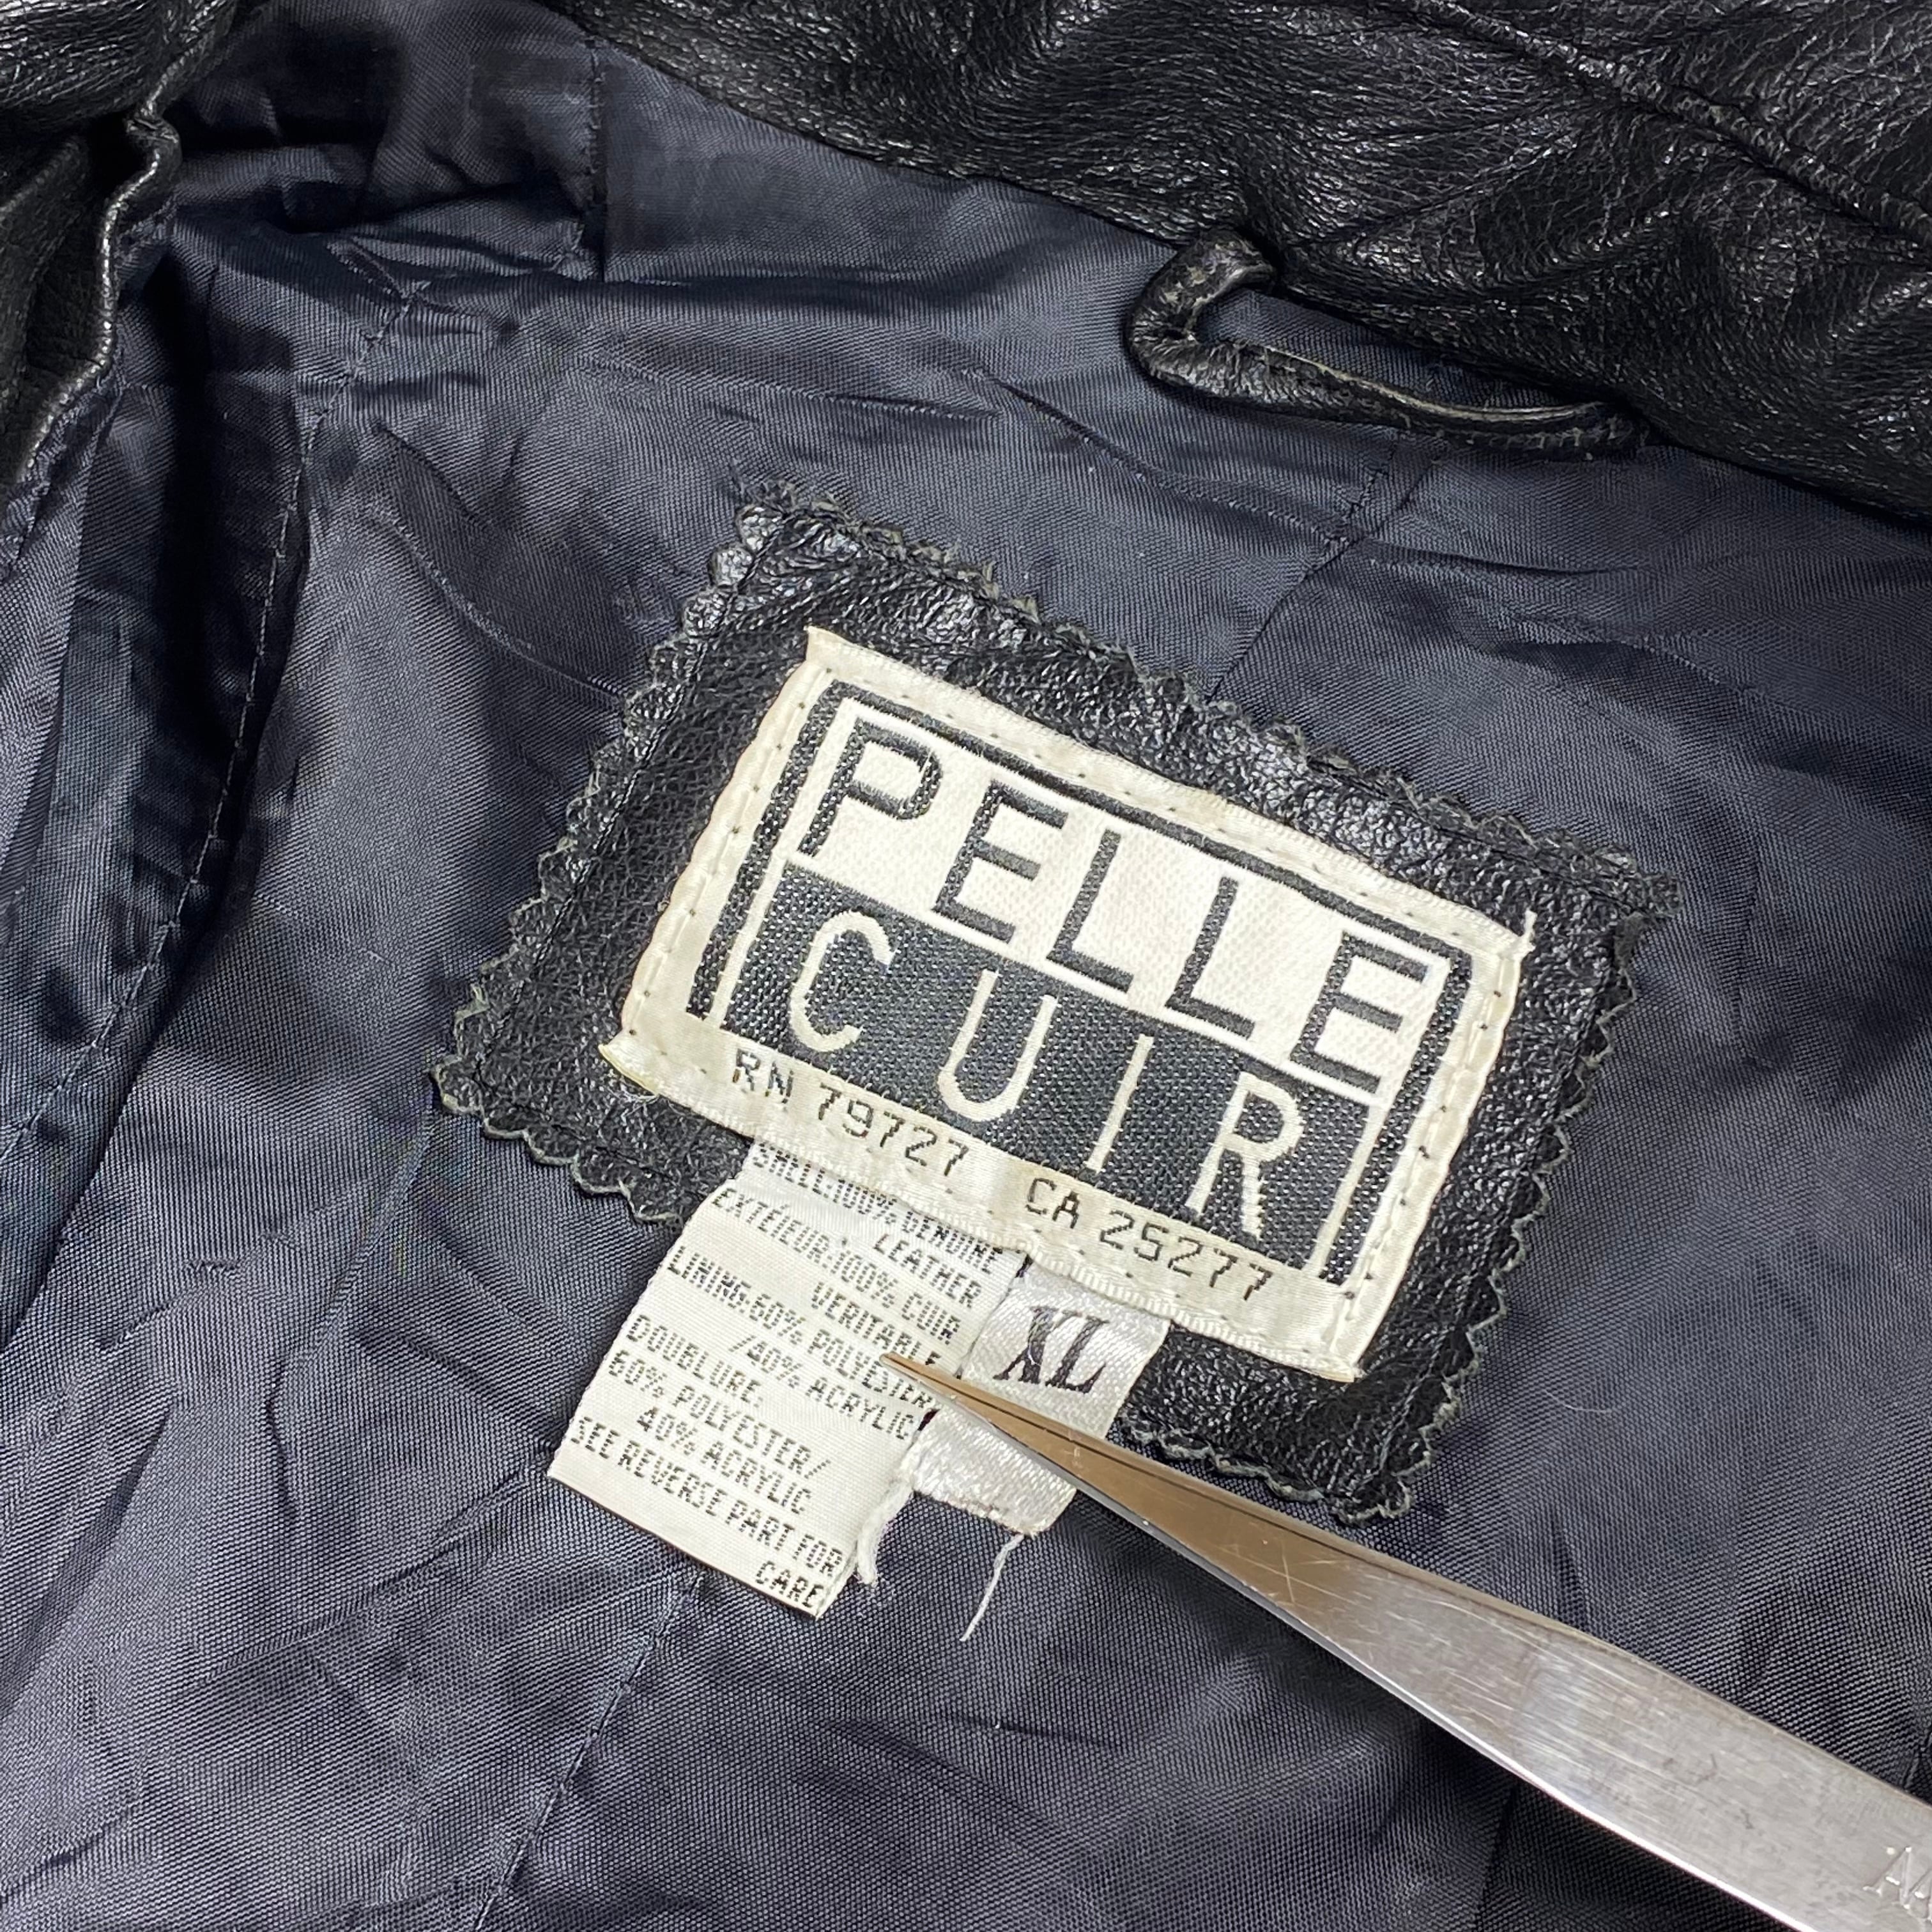 PELLE
CUIR
RN 79727 CA 25277
SHELL:100% GENUINE
LEATHER
EXTÉRIEUR:100% CUIR
VERITABLE
LINING:60% POLYESTER
/40% ACRYLIC
DOUBLURE.
60% POLYESTER/
40% ACRYLIC
SEE REVERSE PART FOR
CARE
XL